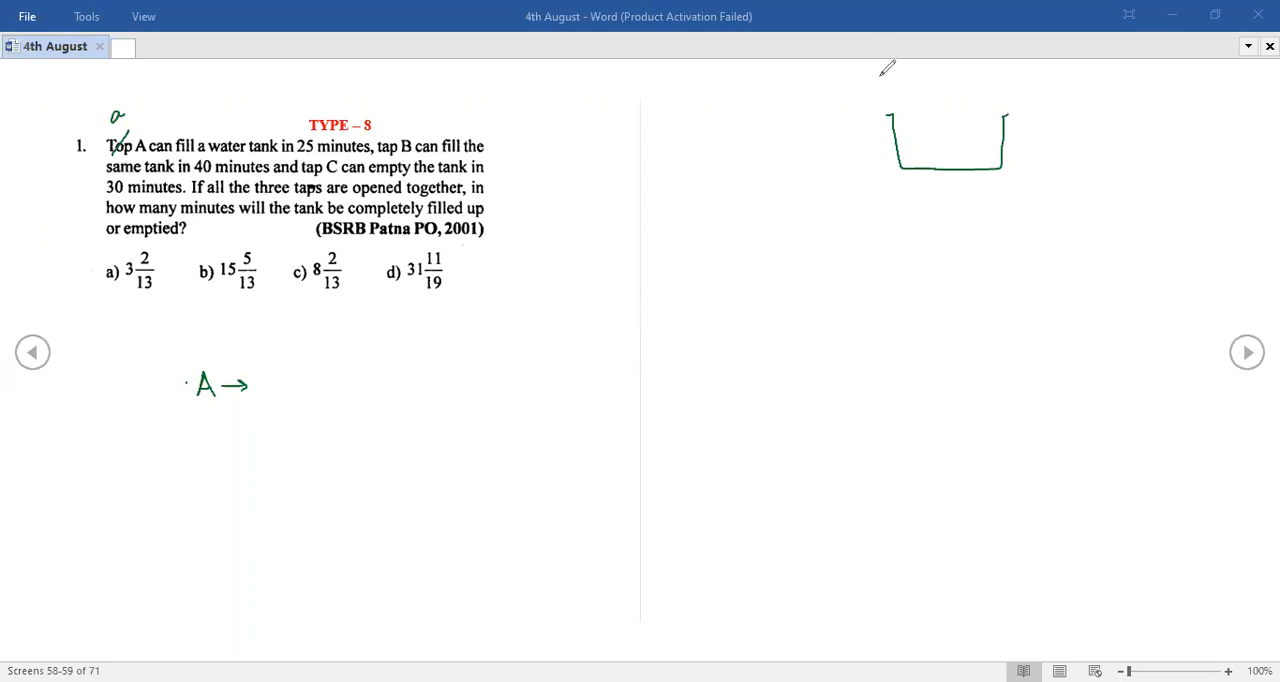 File Tools View 4th August - Word (Product Activation Failed)
4th August
a
TYPE – 8
1. Top A can fill a water tank in 25 minutes, tap B can fill the
same tank in 40 minutes and tap C can empty the tank in
30 minutes. If all the three taps are opened together, in
how many minutes will the tank be completely filled up
or emptied? (BSRB Patna PO, 2001)
a) 3 2/13 b) 15 5/13 c) 8 2/13 d) 31 11/19
A →
Screens 58-59 of 71 100%